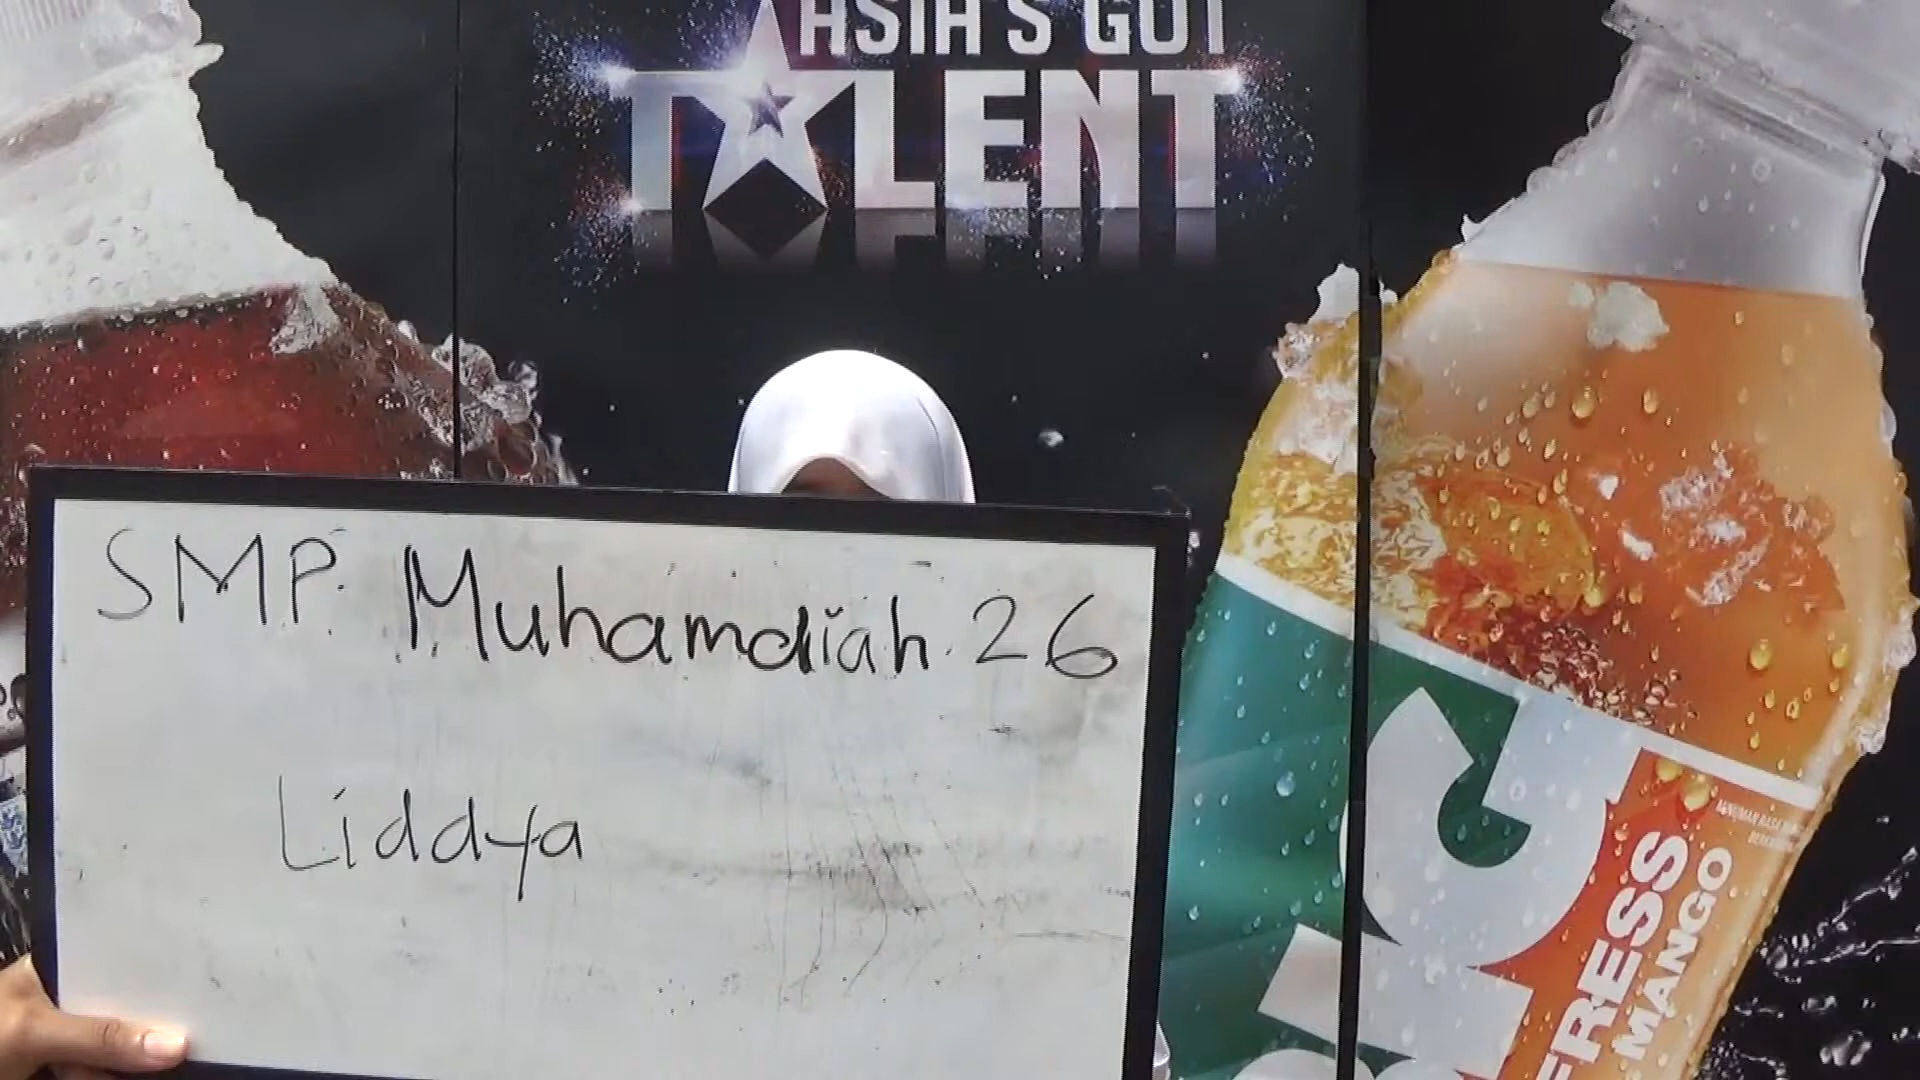 ASIA'S GOT
TALENT
SMP. Muhamdiah 26
Liddya
FRESS
MANGO